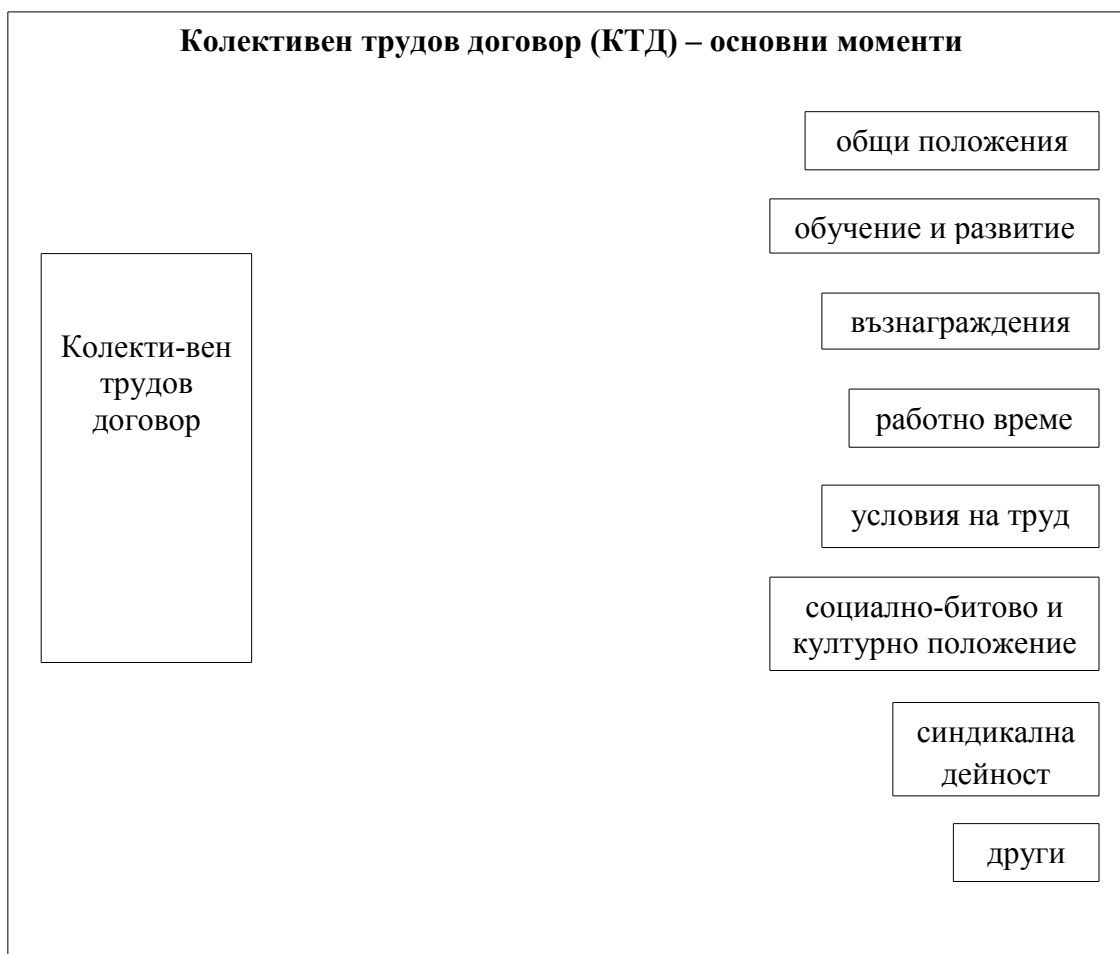 Колективен трудов договор (КТД) – основни моменти
общи положения
обучение и развитие
възнаграждения
Колекти-вен
трудов
договор
работно време
условия на труд
социално-битово и
културно положение
синдикална
дейност
други